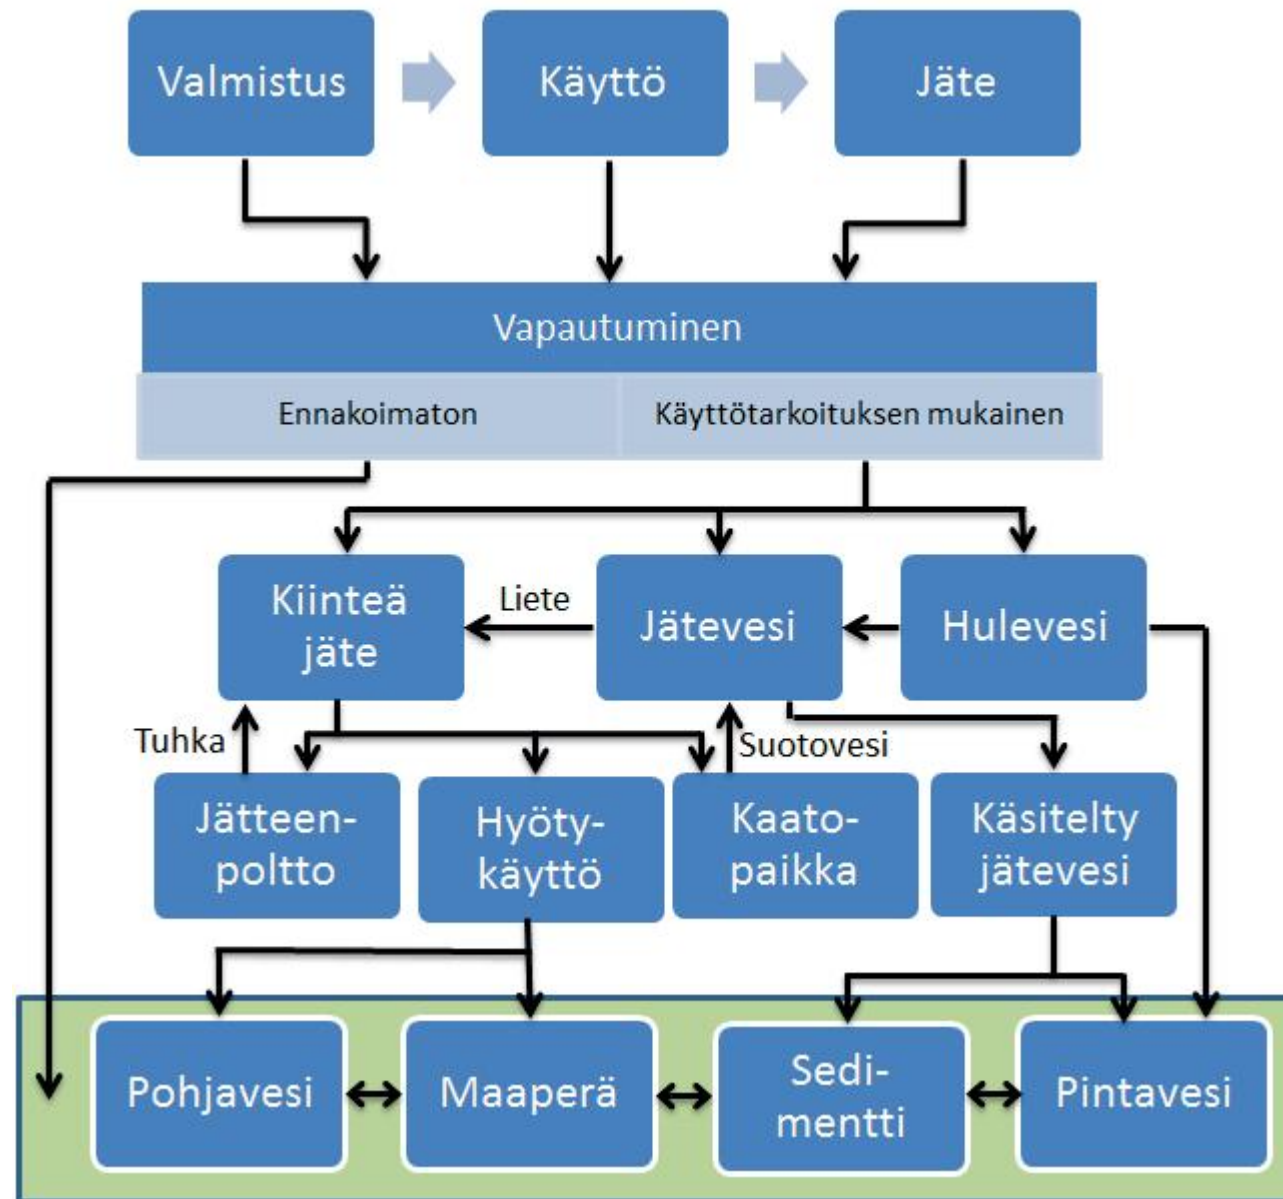 Valmistus
Käyttö
Jäte
Vapautuminen
Ennakoimaton
Käyttötarkoituksen mukainen
Kiinteä
jäte
Liete
Jätevesi
Hulevesi
Tuhka
Suotovesi
Jätteen-
poltto
Hyöty-
käyttö
Kaato-
paikka
Käsitelty
jätevesi
Pohjavesi
Maaperä
Sedi-
mentti
Pintavesi